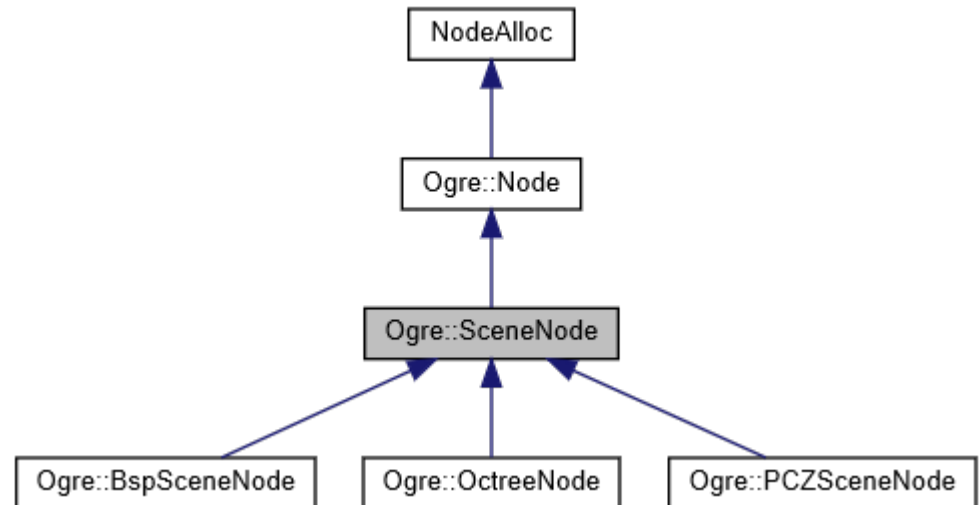 NodeAlloc
Ogre::Node
Ogre::SceneNode
Ogre::BspSceneNode
Ogre::OctreeNode
Ogre::PCZSceneNode